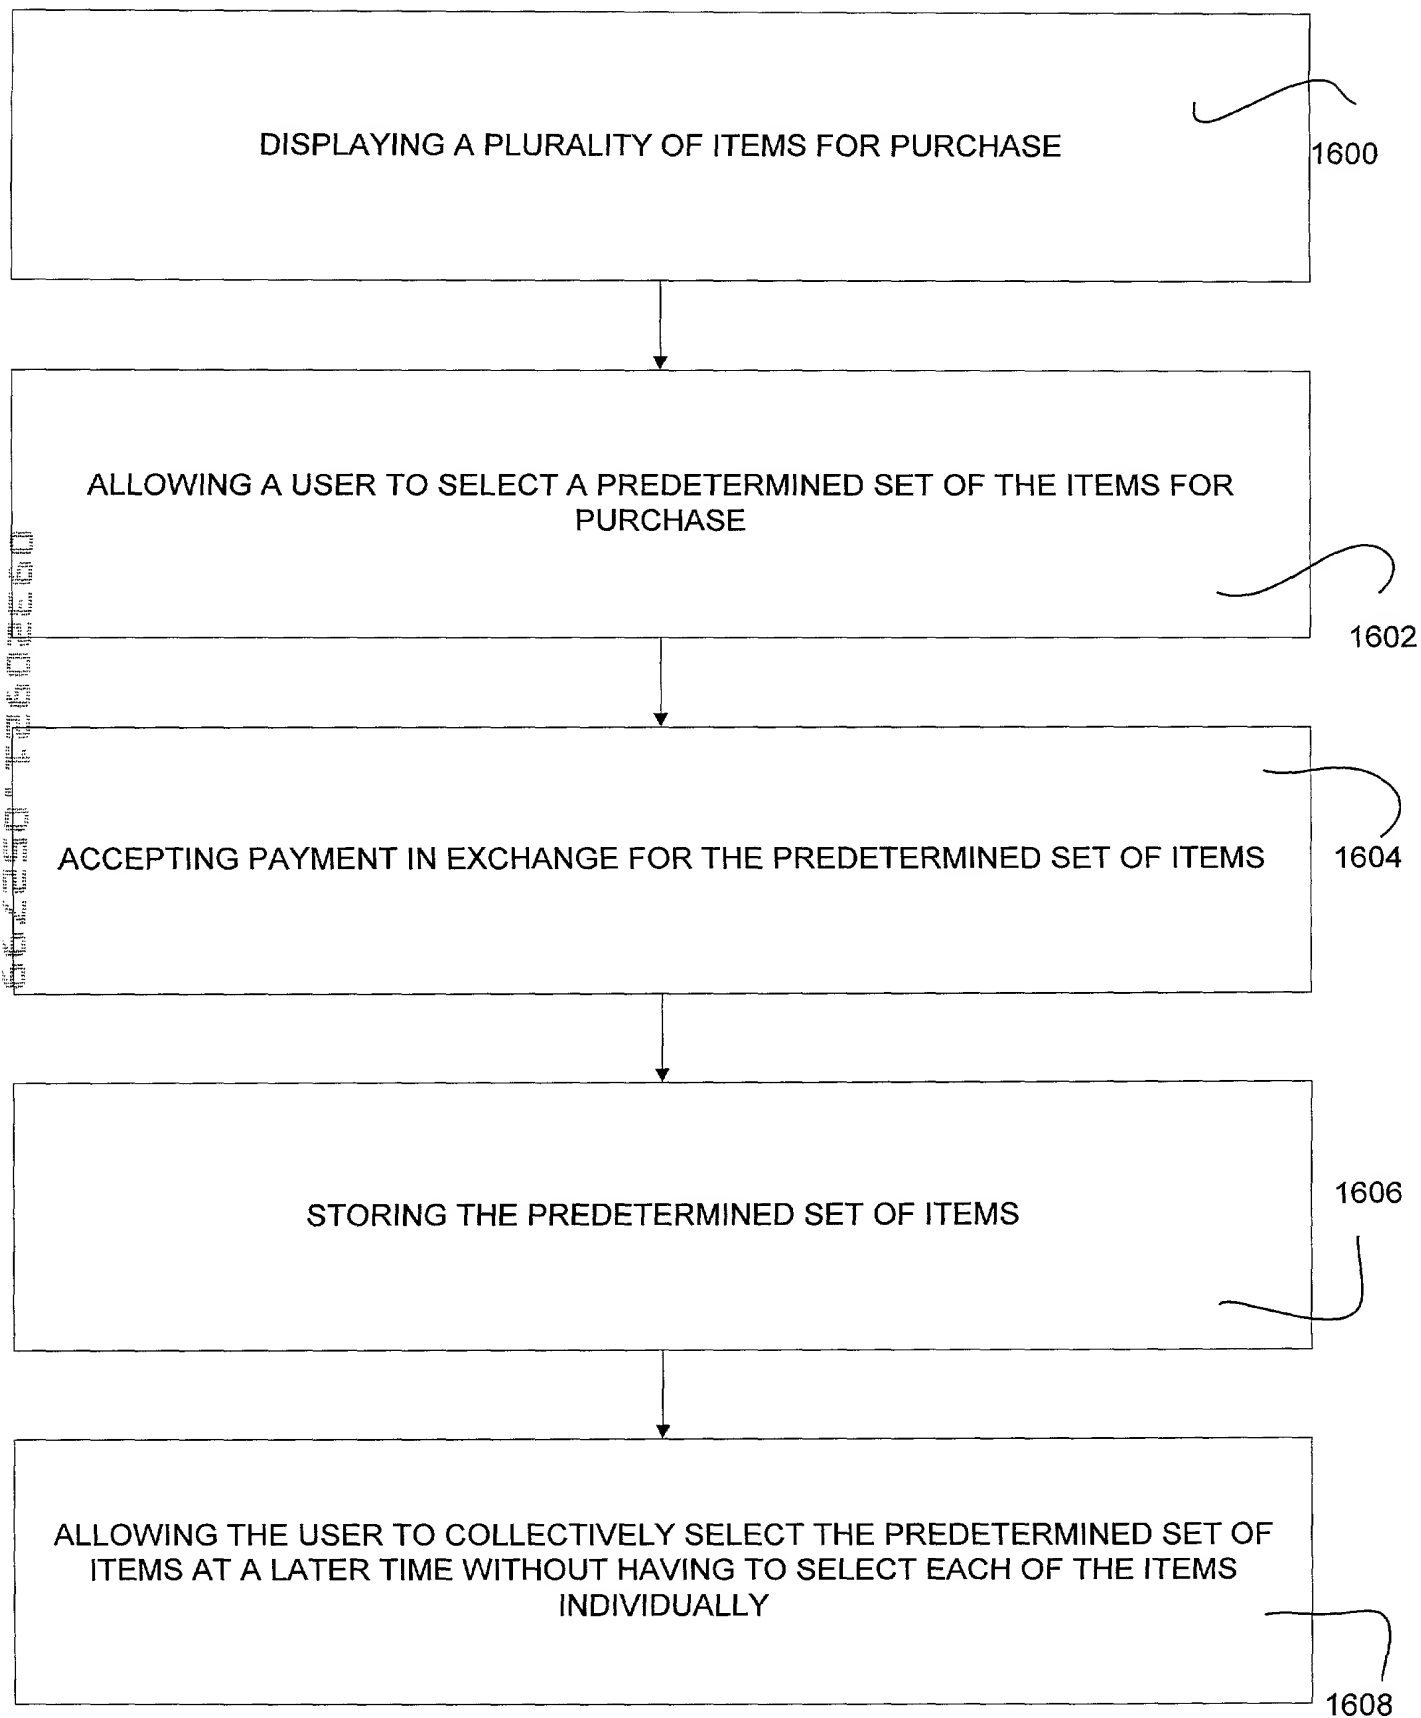 DISPLAYING A PLURALITY OF ITEMS FOR PURCHASE
1600
ALLOWING A USER TO SELECT A PREDETERMINED SET OF THE ITEMS FOR
PURCHASE
1602
ACCEPTING PAYMENT IN EXCHANGE FOR THE PREDETERMINED SET OF ITEMS
1604
STORING THE PREDETERMINED SET OF ITEMS
1606
ALLOWING THE USER TO COLLECTIVELY SELECT THE PREDETERMINED SET OF
ITEMS AT A LATER TIME WITHOUT HAVING TO SELECT EACH OF THE ITEMS
INDIVIDUALLY
1608